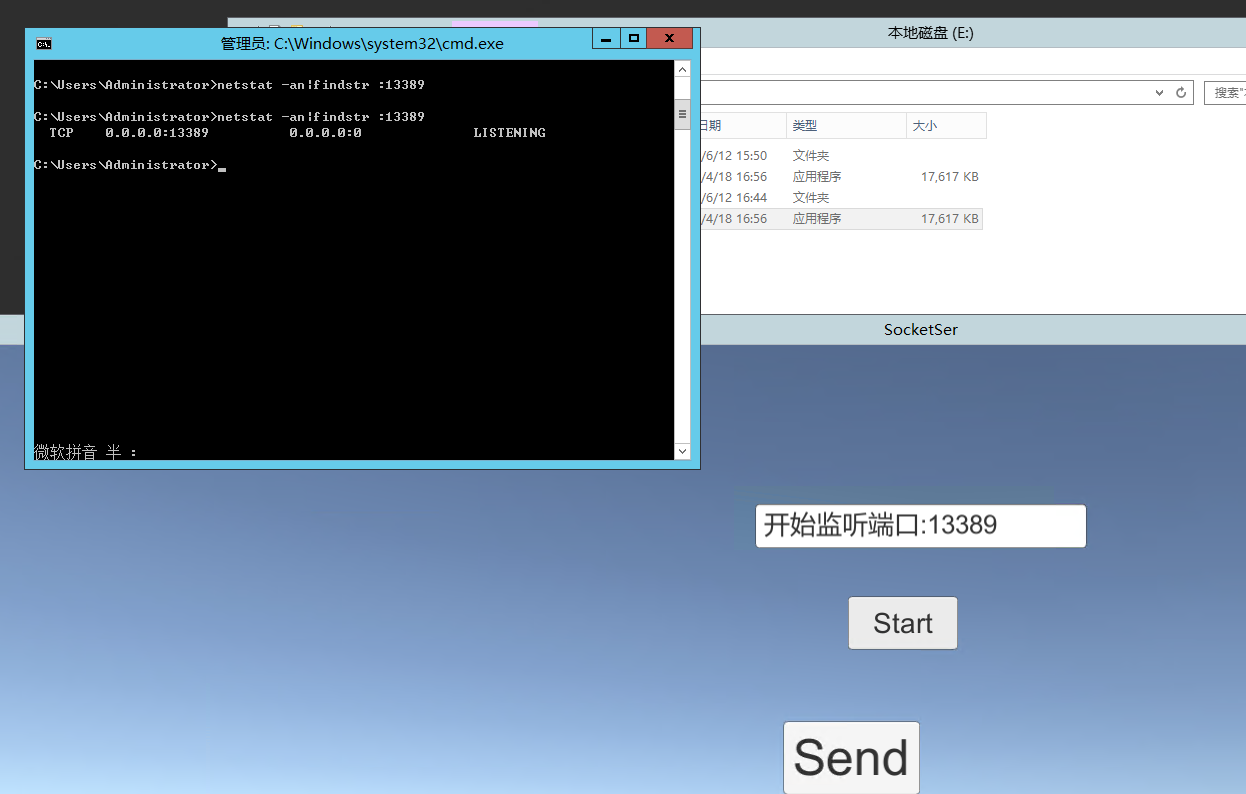 本地磁盘 (E:)
管理员: C:\Windows\system32\cmd.exe
C:\Users\Administrator>netstat -an|findstr :13389
C:\Users\Administrator>netstat -an|findstr :13389
TCP 0.0.0.0:13389 0.0.0.0:0 LISTENING
C:\Users\Administrator>
微软拼音 半 :
搜索"
日期 类型 大小
/6/12 15:50 文件夹
/4/18 16:56 应用程序 17,617 KB
/6/12 16:44 文件夹
/4/18 16:56 应用程序 17,617 KB
SocketSer
开始监听端口:13389
Start
Send